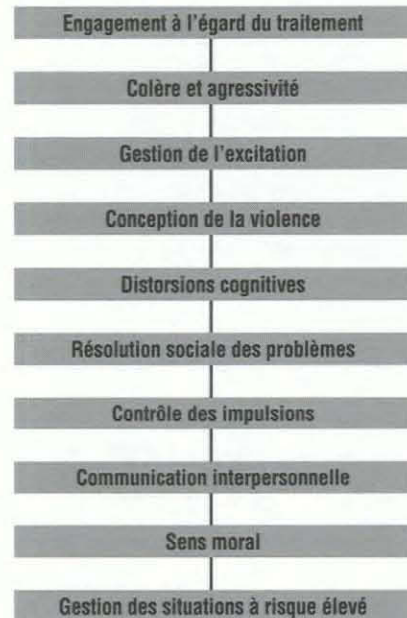 Engagement à l'égard du traitement
Colère et agressivité
Gestion de l'excitation
Conception de la violence
Distorsions cognitives
Résolution sociale des problèmes
Contrôle des impulsions
Communication interpersonnelle
Sens moral
Gestion des situations à risque élevé